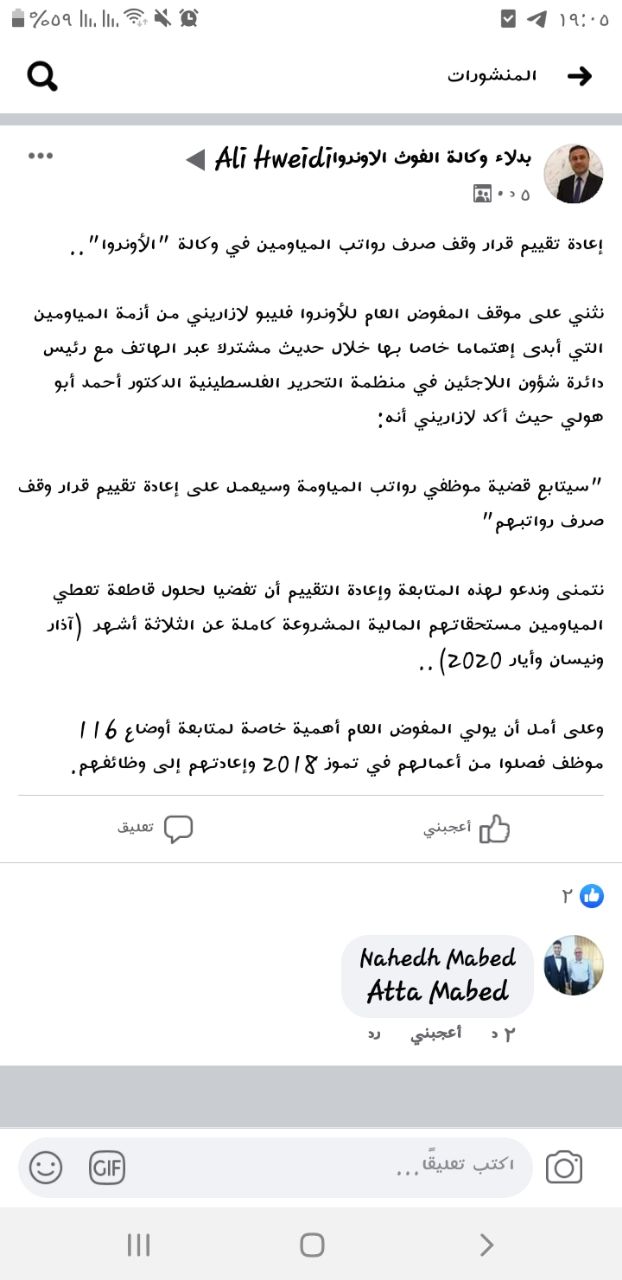 ١٩:٠٥ ٥٩%
المنشورات
Ali Hweidi ◀ بدلاء وكالة الغوث الاونروا
٥ د
إعادة تقييم قرار وقف صرف رواتب المياومين في وكالة "الأونروا"..
نثني على موقف المفوض العام للأونروا فليبو لازاريني من أزمة المياومين
التي أبدى إهتماما خاصا بها خلال حديث مشترك عبر الهاتف مع رئيس
دائرة شؤون اللاجئين في منظمة التحرير الفلسطينية الدكتور أحمد أبو
هولي حيث أكد لازاريني أنه:
"سيتابع قضية موظفي رواتب المياومة وسيعمل على إعادة تقييم قرار وقف
صرف رواتبهم"
نتمنى وندعو لهذه المتابعة وإعادة التقييم أن تفضيا لحلول قاطعة تعطي
المياومين مستحقاتهم المالية المشروعة كاملة عن الثلاثة أشهر (آذار
ونيسان وأيار 2020)..
وعلى أمل أن يولي المفوض العام أهمية خاصة لمتابعة أوضاع 116
موظف فصلوا من أعمالهم في تموز 2018 وإعادتهم إلى وظائفهم.
أعجبني تعليق
٢
Nahedh Mabed
Atta Mabed
٢ د أعجبني رد
اكتب تعليقًا...
GIF